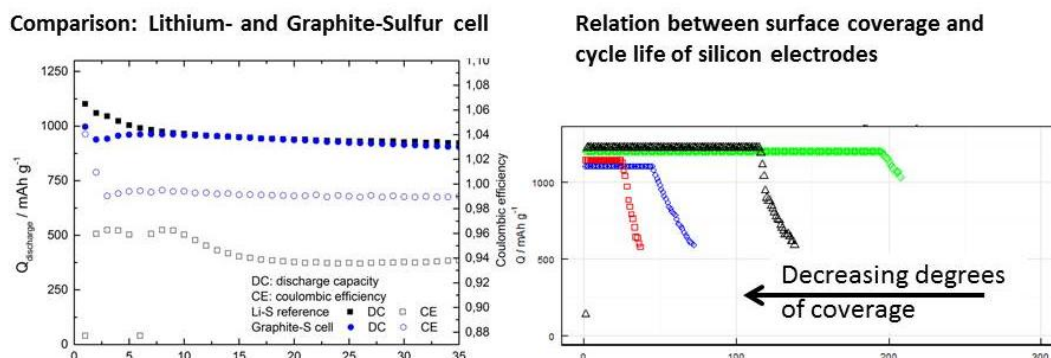 Comparison: Lithium- and Graphite-Sulfur cell
1250
1000
750
500
250
0
Q discharge / mAh g-1
0
5
10
15
20
25
30
35
1,10
1,08
1,06
1,04
1,02
1,00
0,98
0,96
0,94
0,92
0,90
0,88
Coulombic efficiency
DC: discharge capacity
CE: coulombic efficiency
Li-S reference DC CE
Graphite-S cell DC CE
Relation between surface coverage and
cycle life of silicon electrodes
1000
500
0
Q / mAh g-1
0
100
200
300
Decreasing degrees
of coverage